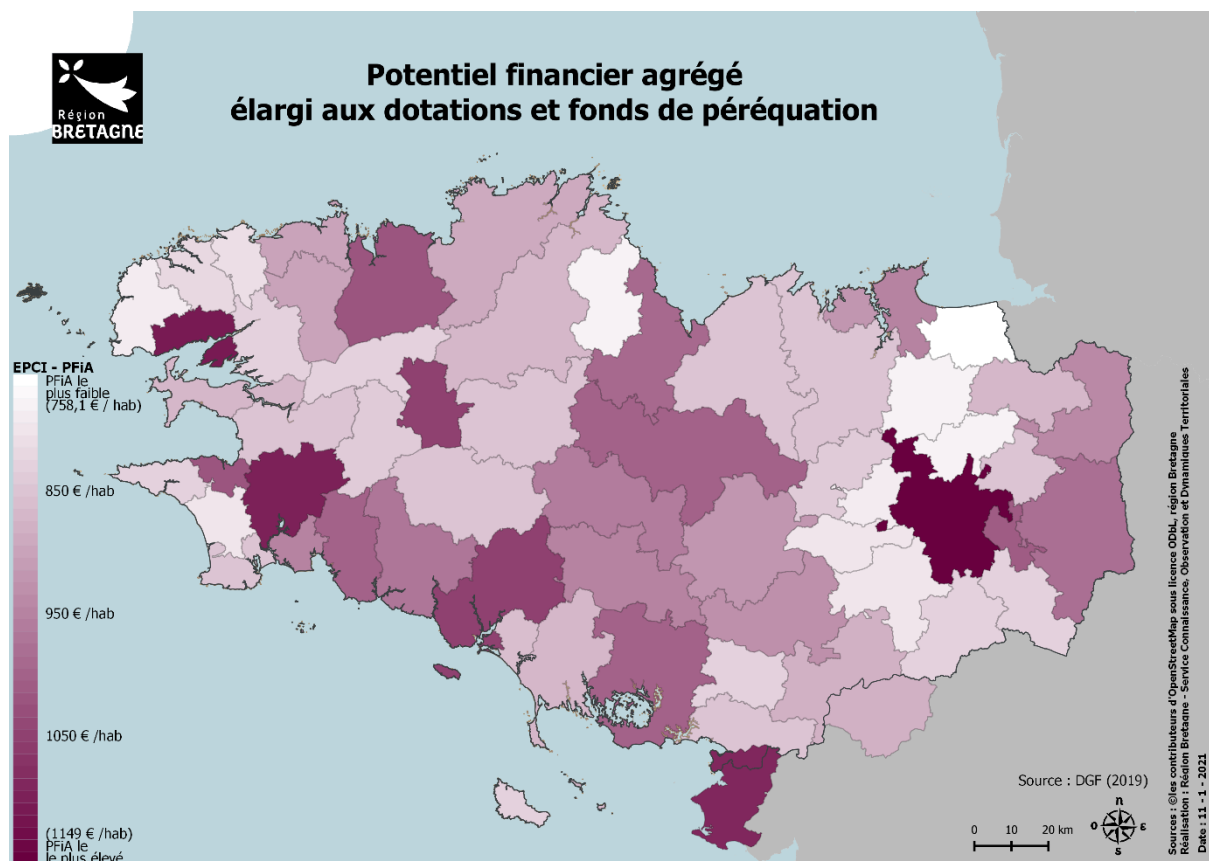 Potentiel financier agrégé
élargi aux dotations et fonds de péréquation
Région
BRETAGNE
EPCI - PFiA
PFiA le
plus faible
(758,1 € / hab)
850 € /hab
950 € /hab
1050 € /hab
(1149 € /hab)
PFiA le
le plus élevé
Source : DGF (2019)
n
o
ε
s
0 10 20 km
Sources : ©les contributeurs d'OpenStreetMap sous licence ODbL, région Bretagne
Réalisation : Région Bretagne - Service Connaissance, Observation et Dynamiques Territoriales
Date : 11 - 1 - 2021